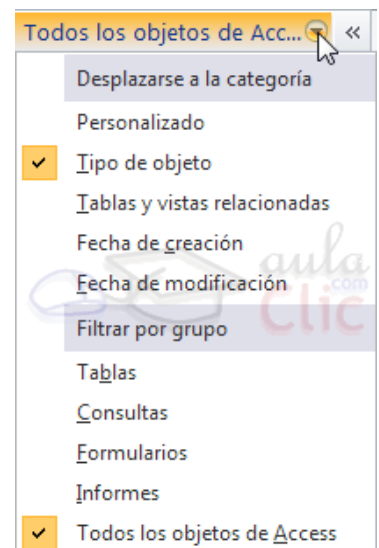 Todos los objetos de Acc... «
Desplazarse a la categoría
Personalizado
Tipo de objeto
Tablas y vistas relacionadas
Fecha de creación
Fecha de modificación
aula
.com
Clic
Filtrar por grupo
Tablas
Consultas
Formularios
Informes
Todos los objetos de Access